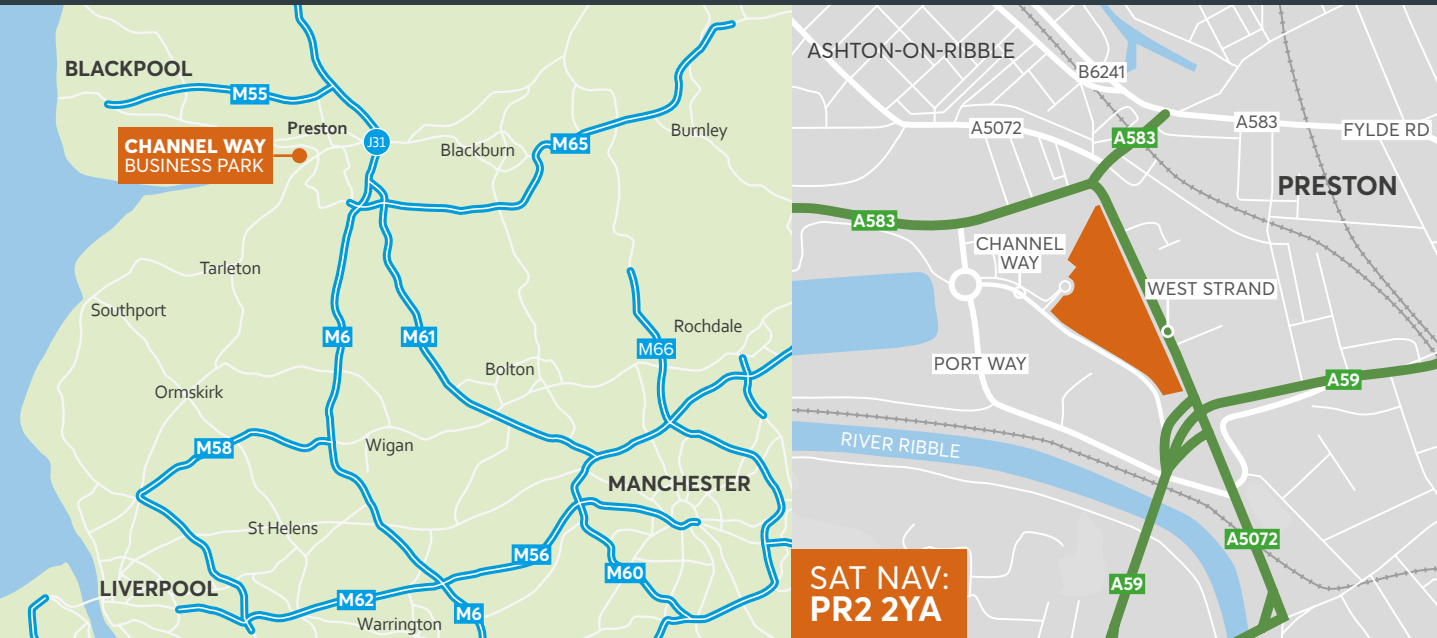 BLACKPOOL
M55
Preston
J31
CHANNEL WAY
BUSINESS PARK
Blackburn
M65
Burnley
Tarleton
Southport
M6
M61
Rochdale
M66
Bolton
Ormskirk
M58
Wigan
MANCHESTER
St Helens
M56
LIVERPOOL
M60
M62
M6
Warrington
ASHTON-ON-RIBBLE
B6241
A5072
A583
A583
FYLDE RD
PRESTON
A583
CHANNEL
WAY
WEST STRAND
PORT WAY
A59
RIVER RIBBLE
A5072
A59
SAT NAV:
PR2 2YA